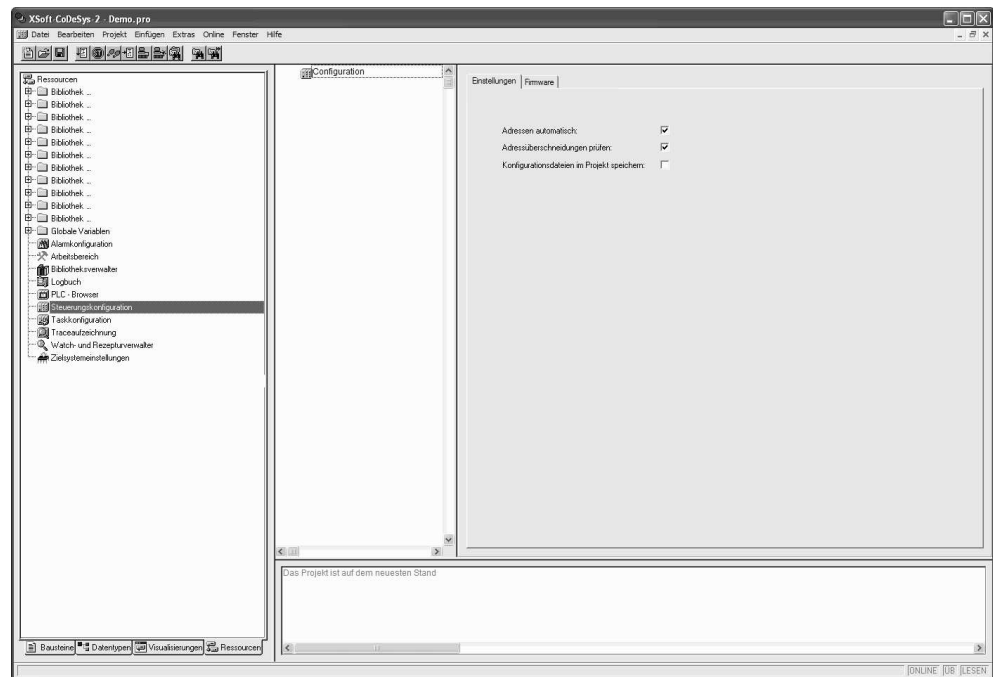 XSoft-CoDeSys-2 - Demo.pro
Datei Bearbeiten Projekt Einfügen Extras Online Fenster Hilfe
Ressourcen
Bibliothek ...
Bibliothek ...
Bibliothek ...
Bibliothek ...
Bibliothek ...
Bibliothek ...
Bibliothek ...
Bibliothek ...
Bibliothek ...
Bibliothek ...
Bibliothek ...
Globale Variablen
Alarmkonfiguration
Arbeitsbereich
Bibliotheksverwalter
Logbuch
PLC - Browser
Steuerungskonfiguration
Taskkonfiguration
Traceaufzeichnung
Watch- und Rezepturverwalter
Zielsystemeinstellungen
Bausteine Datentypen Visualisierungen Ressourcen
Configuration
Einstellungen Firmware
Adressen automatisch:
Adressüberschneidungen prüfen:
Konfigurationsdateien im Projekt speichern:
Das Projekt ist auf dem neuesten Stand
ONLINE ÜB LESEN